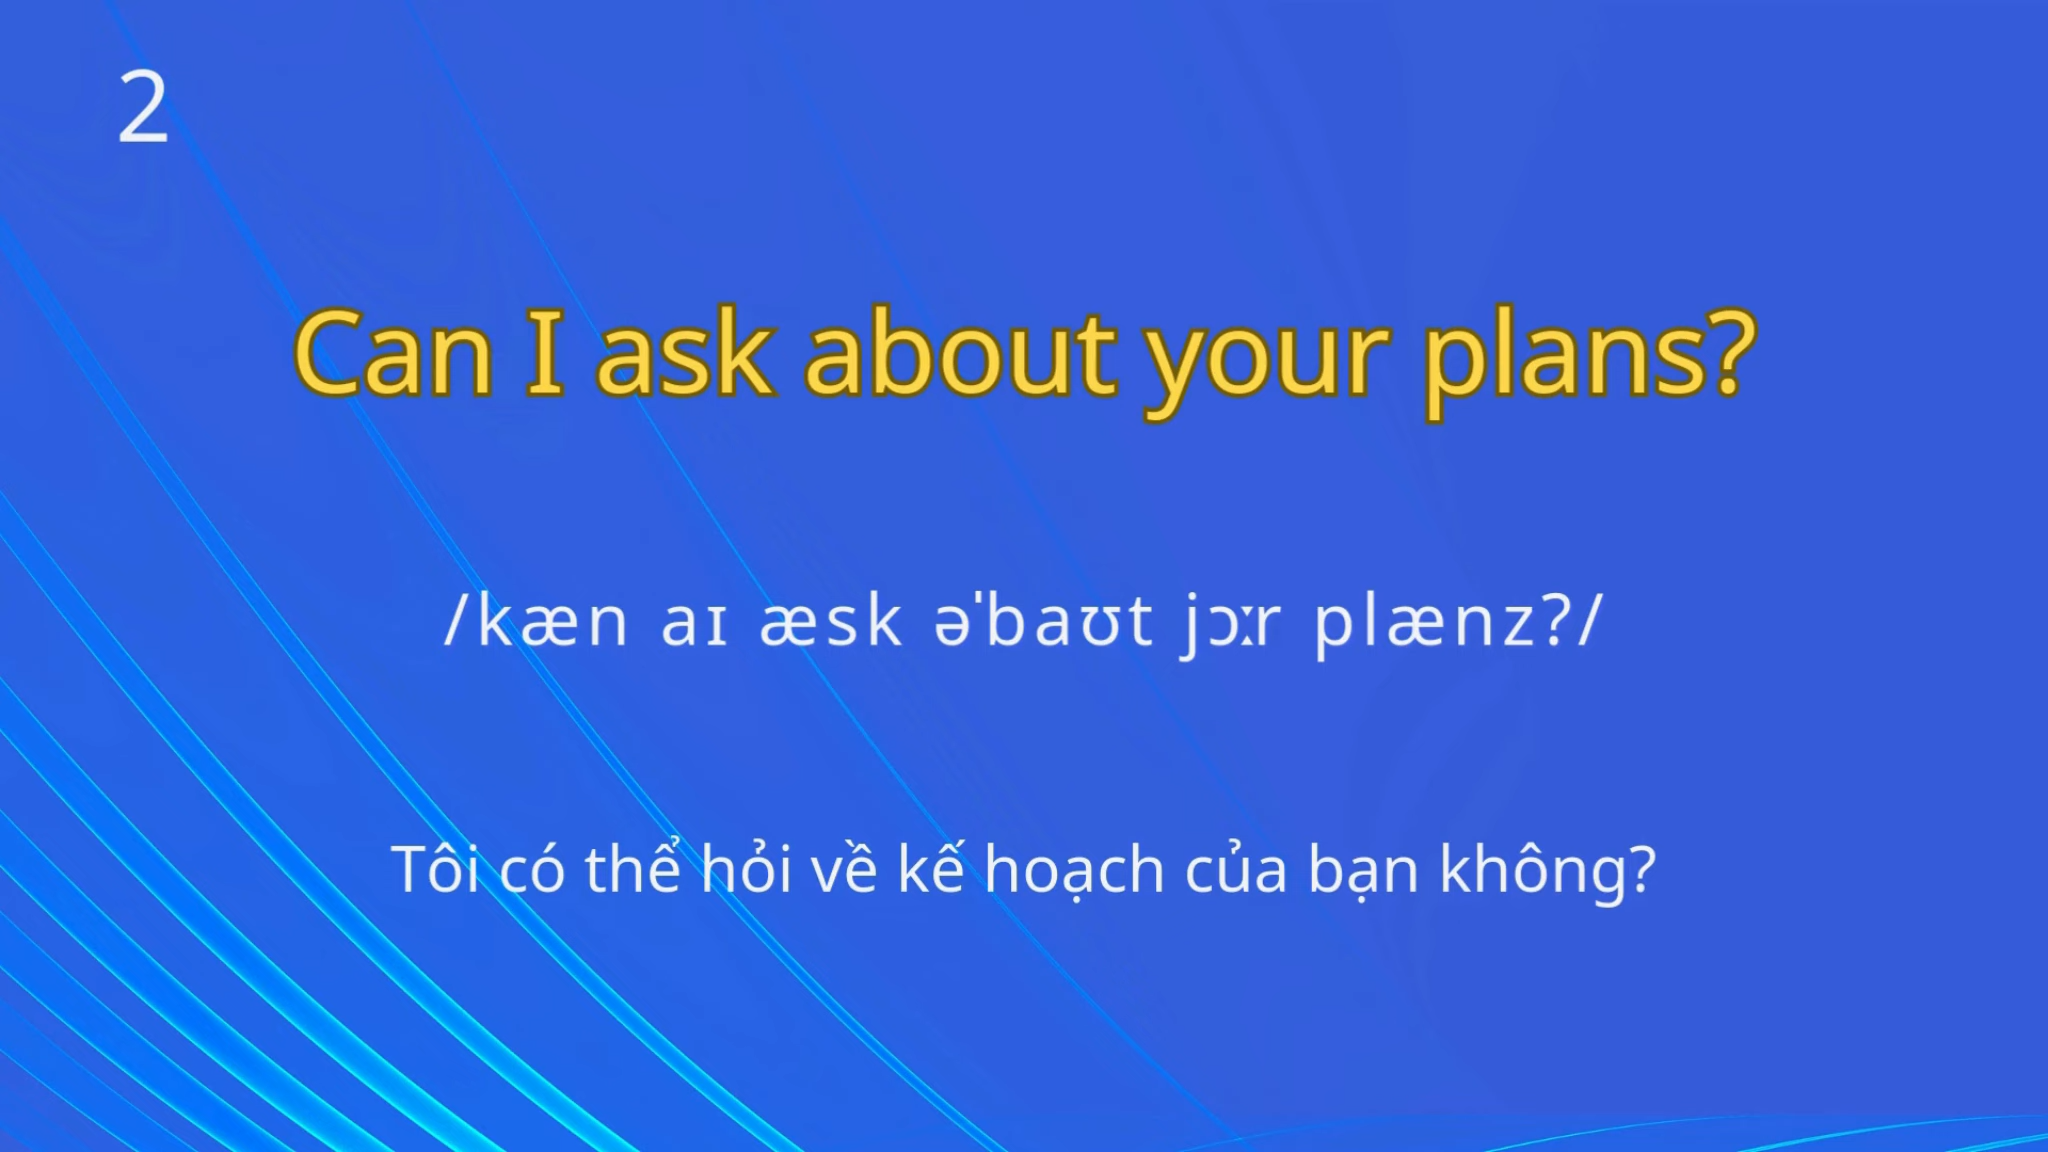 2
Can I ask about your plans?
/kæn aɪ æsk əˈbaʊt jɔːr plænz?/
Tôi có thể hỏi về kế hoạch của bạn không?